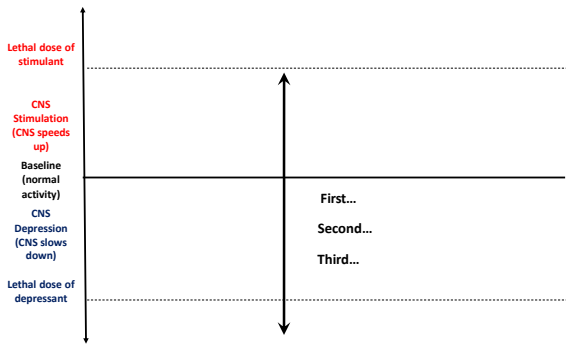 Lethal dose of
stimulant
CNS
Stimulation
(CNS speeds
up)
Baseline
(normal
activity)
CNS
Depression
(CNS slows
down)
Lethal dose of
depressant
First...
Second...
Third...